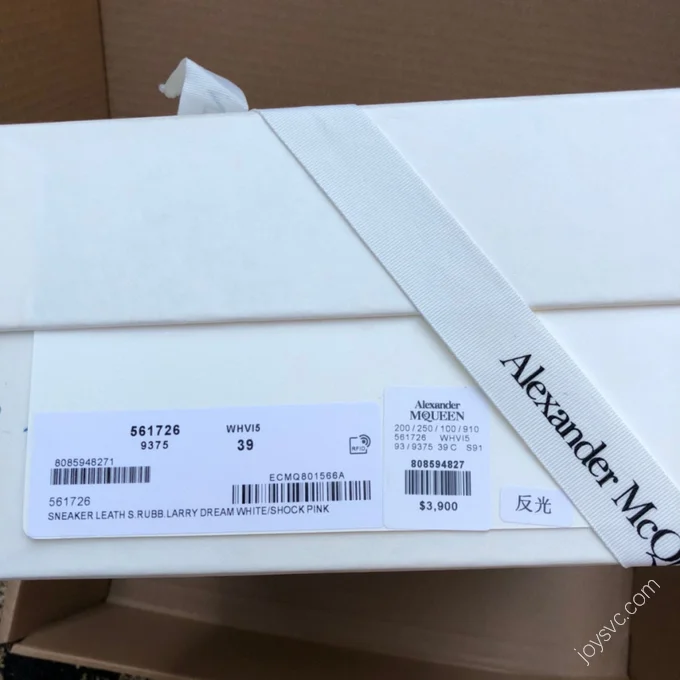 561726 WHVI5
9375 39
8085948271
RFID
ECMQ801566A
561726
SNEAKER LEATH S.RUBB.LARRY DREAM WHITE/SHOCK PINK
Alexander
MCQUEEN
200 / 250 / 100 / 910
561726 WHVI5
93 / 9375 39 C S91
808594827
$3,900
反光
Alexander McQ
joysvc.com